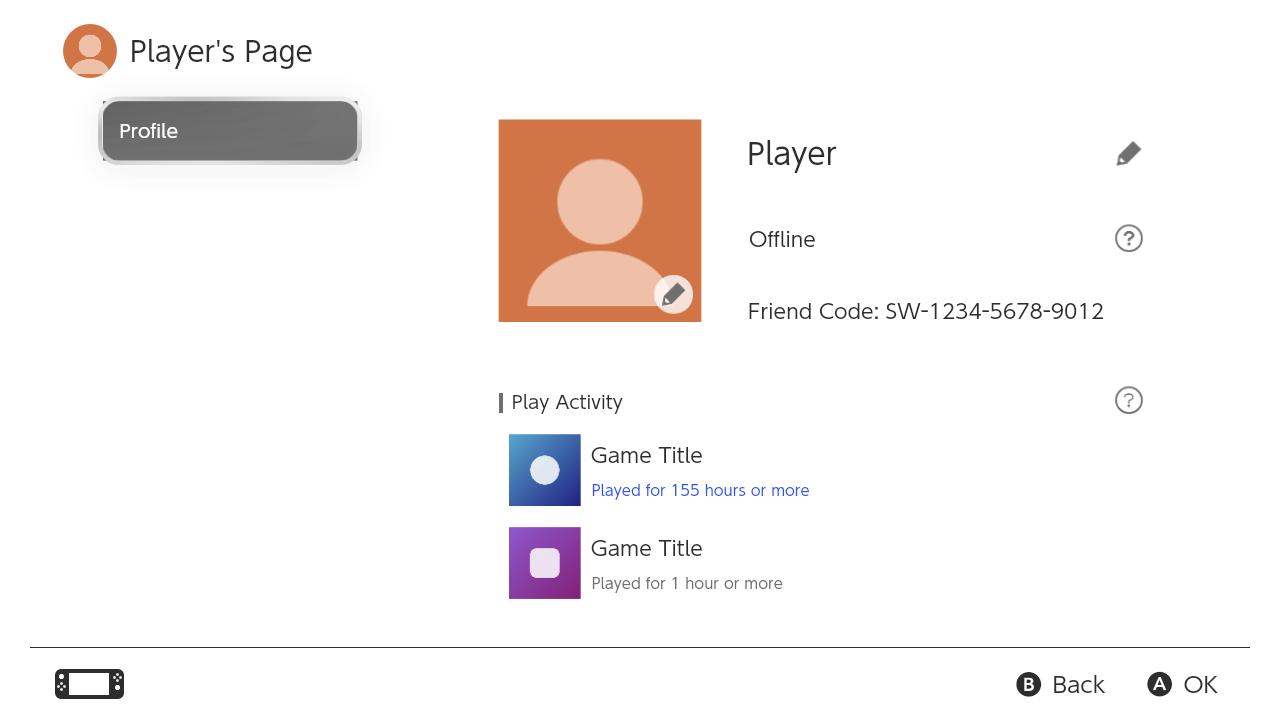 Player's Page
Profile
Player
Offline
?
Friend Code: SW-1234-5678-9012
Play Activity
?
Game Title
Played for 155 hours or more
Game Title
Played for 1 hour or more
B Back
A OK